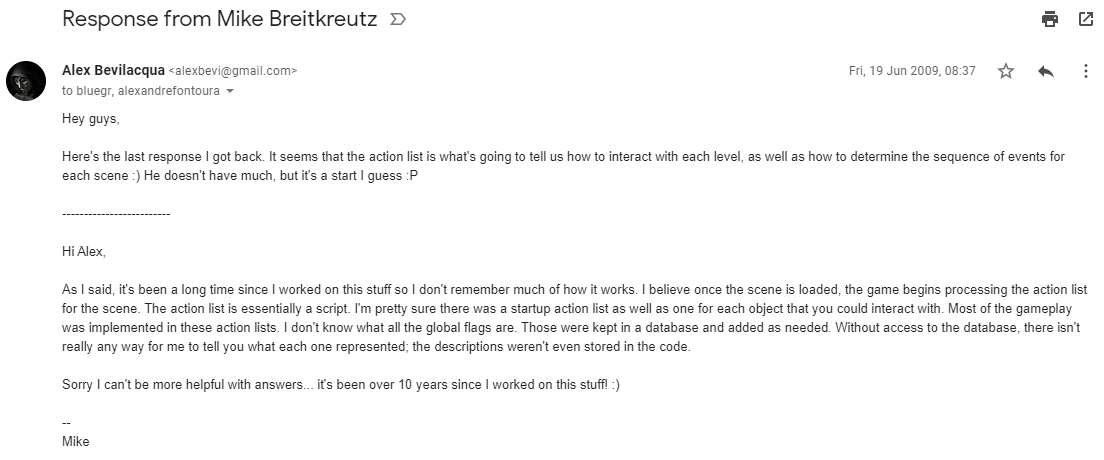 Response from Mike Breitkreutz
Alex Bevilacqua <alexbevi@gmail.com>
Fri, 19 Jun 2009, 08:37
to bluegr, alexandrefontoura
Hey guys,
Here's the last response I got back. It seems that the action list is what's going to tell us how to interact with each level, as well as how to determine the sequence of events for
each scene :) He doesn't have much, but it's a start I guess :P
-------------------------
Hi Alex,
As I said, it's been a long time since I worked on this stuff so I don't remember much of how it works. I believe once the scene is loaded, the game begins processing the action list
for the scene. The action list is essentially a script. I'm pretty sure there was a startup action list as well as one for each object that you could interact with. Most of the gameplay
was implemented in these action lists. I don't know what all the global flags are. Those were kept in a database and added as needed. Without access to the database, there isn't
really any way for me to tell you what each one represented; the descriptions weren't even stored in the code.
Sorry I can't be more helpful with answers... it's been over 10 years since I worked on this stuff! :)
--
Mike